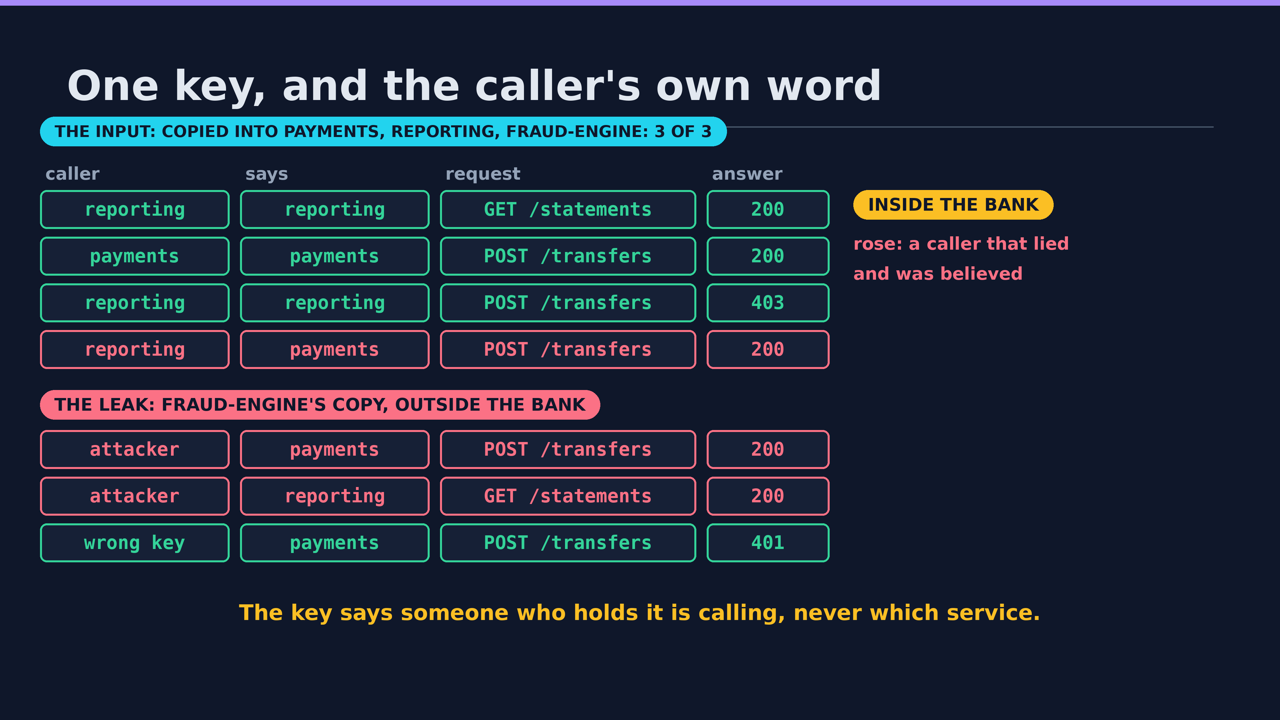 One key, and the caller's own word
THE INPUT: COPIED INTO PAYMENTS, REPORTING, FRAUD-ENGINE: 3 OF 3
caller says request answer
reporting reporting GET /statements 200
payments payments POST /transfers 200
reporting reporting POST /transfers 403
reporting payments POST /transfers 200
INSIDE THE BANK
rose: a caller that lied
and was believed
THE LEAK: FRAUD-ENGINE'S COPY, OUTSIDE THE BANK
attacker payments POST /transfers 200
attacker reporting GET /statements 200
wrong key payments POST /transfers 401
The key says someone who holds it is calling, never which service.